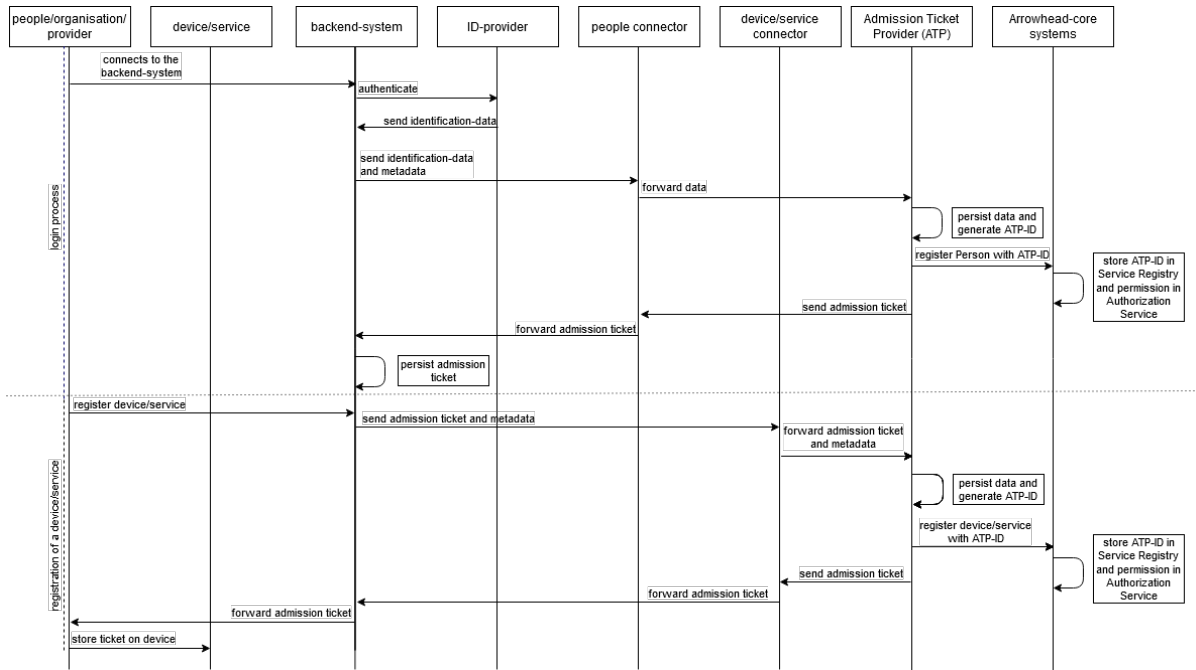 people/organisation/
provider
device/service
backend-system
ID-provider
people connector
device/service
connector
Admission Ticket
Provider (ATP)
Arrowhead-core
systems
connects to the
backend-system
authenticate
send identification-data
send identification-data
and metadata
forward data
login process
persist data and
generate ATP-ID
register Person with ATP-ID
store ATP-ID in
Service Registry
and permission in
Authorization
Service
send admission ticket
forward admission ticket
persist admission
ticket
register device/service
send admission ticket and metadata
forward admission ticket
and metadata
registration of a device/service
persist data and
generate ATP-ID
register device/service
with ATP-ID
store ATP-ID in
Service Registry
and permission in
Authorization
Service
send admission ticket
forward admission ticket
forward admission ticket
store ticket on device